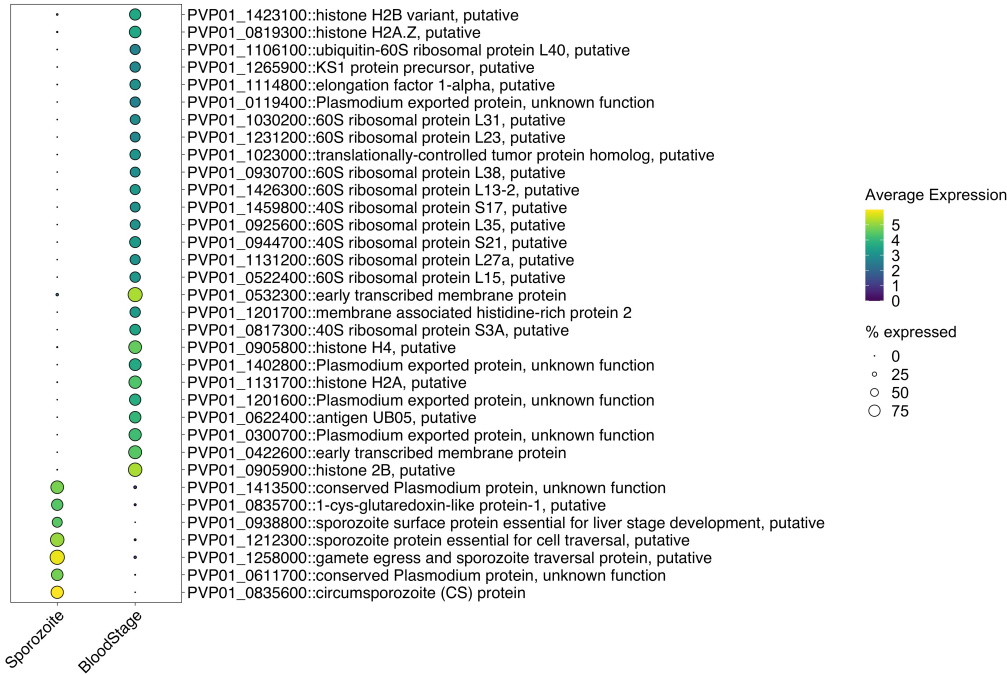 PVP01_1423100::histone H2B variant, putative
PVP01_0819300::histone H2A.Z, putative
PVP01_1106100::ubiquitin-60S ribosomal protein L40, putative
PVP01_1265900::KS1 protein precursor, putative
PVP01_1114800::elongation factor 1-alpha, putative
PVP01_0119400::Plasmodium exported protein, unknown function
PVP01_1030200::60S ribosomal protein L31, putative
PVP01_1231200::60S ribosomal protein L23, putative
PVP01_1023000::translationally-controlled tumor protein homolog, putative
PVP01_0930700::60S ribosomal protein L38, putative
PVP01_1426300::60S ribosomal protein L13-2, putative
PVP01_1459800::40S ribosomal protein S17, putative
PVP01_0925600::60S ribosomal protein L35, putative
PVP01_0944700::40S ribosomal protein S21, putative
PVP01_1131200::60S ribosomal protein L27a, putative
PVP01_0522400::60S ribosomal protein L15, putative
PVP01_0532300::early transcribed membrane protein
PVP01_1201700::membrane associated histidine-rich protein 2
PVP01_0817300::40S ribosomal protein S3A, putative
PVP01_0905800::histone H4, putative
PVP01_1402800::Plasmodium exported protein, unknown function
PVP01_1131700::histone H2A, putative
PVP01_1201600::Plasmodium exported protein, unknown function
PVP01_0622400::antigen UB05, putative
PVP01_0300700::Plasmodium exported protein, unknown function
PVP01_0422600::early transcribed membrane protein
PVP01_0905900::histone 2B, putative
PVP01_1413500::conserved Plasmodium protein, unknown function
PVP01_0835700::1-cys-glutaredoxin-like protein-1, putative
PVP01_0938800::sporozoite surface protein essential for liver stage development, putative
PVP01_1212300::sporozoite protein essential for cell traversal, putative
PVP01_1258000::gamete egress and sporozoite traversal protein, putative
PVP01_0611700::conserved Plasmodium protein, unknown function
PVP01_0835600::circumsporozoite (CS) protein
Sporozoite
BloodStage
Average Expression
5
4
3
2
1
0
% expressed
0
25
50
75